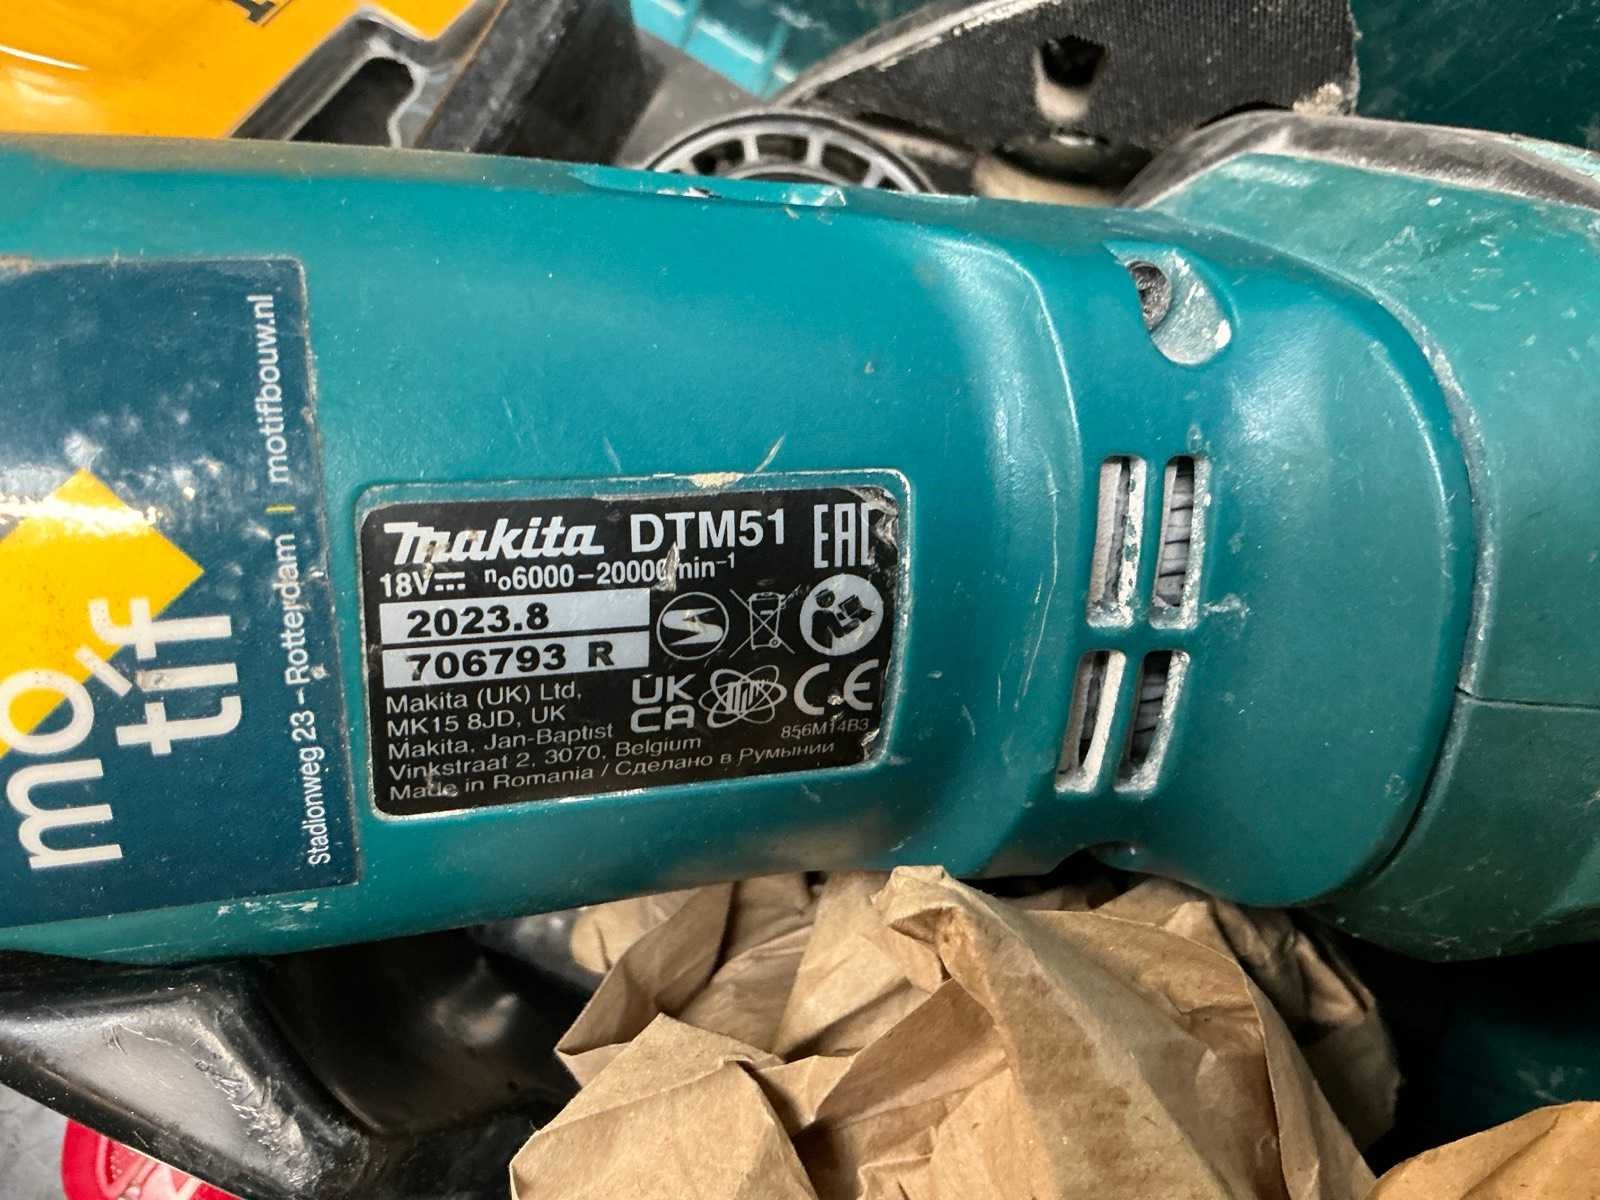 makita DTM51 EAC
18V n₀6000–20000/min⁻¹
2023.8
706793 R
Makita (UK) Ltd,
MK15 8JD, UK
UK
CA
CE
Makita, Jan-Baptist
856M14B3
Vinkstraat 2, 3070, Belgium
Made in Romania / Сделано в Румынии
mo,
tif
Stadionweg 23 – Rotterdam | motifbouw.nl